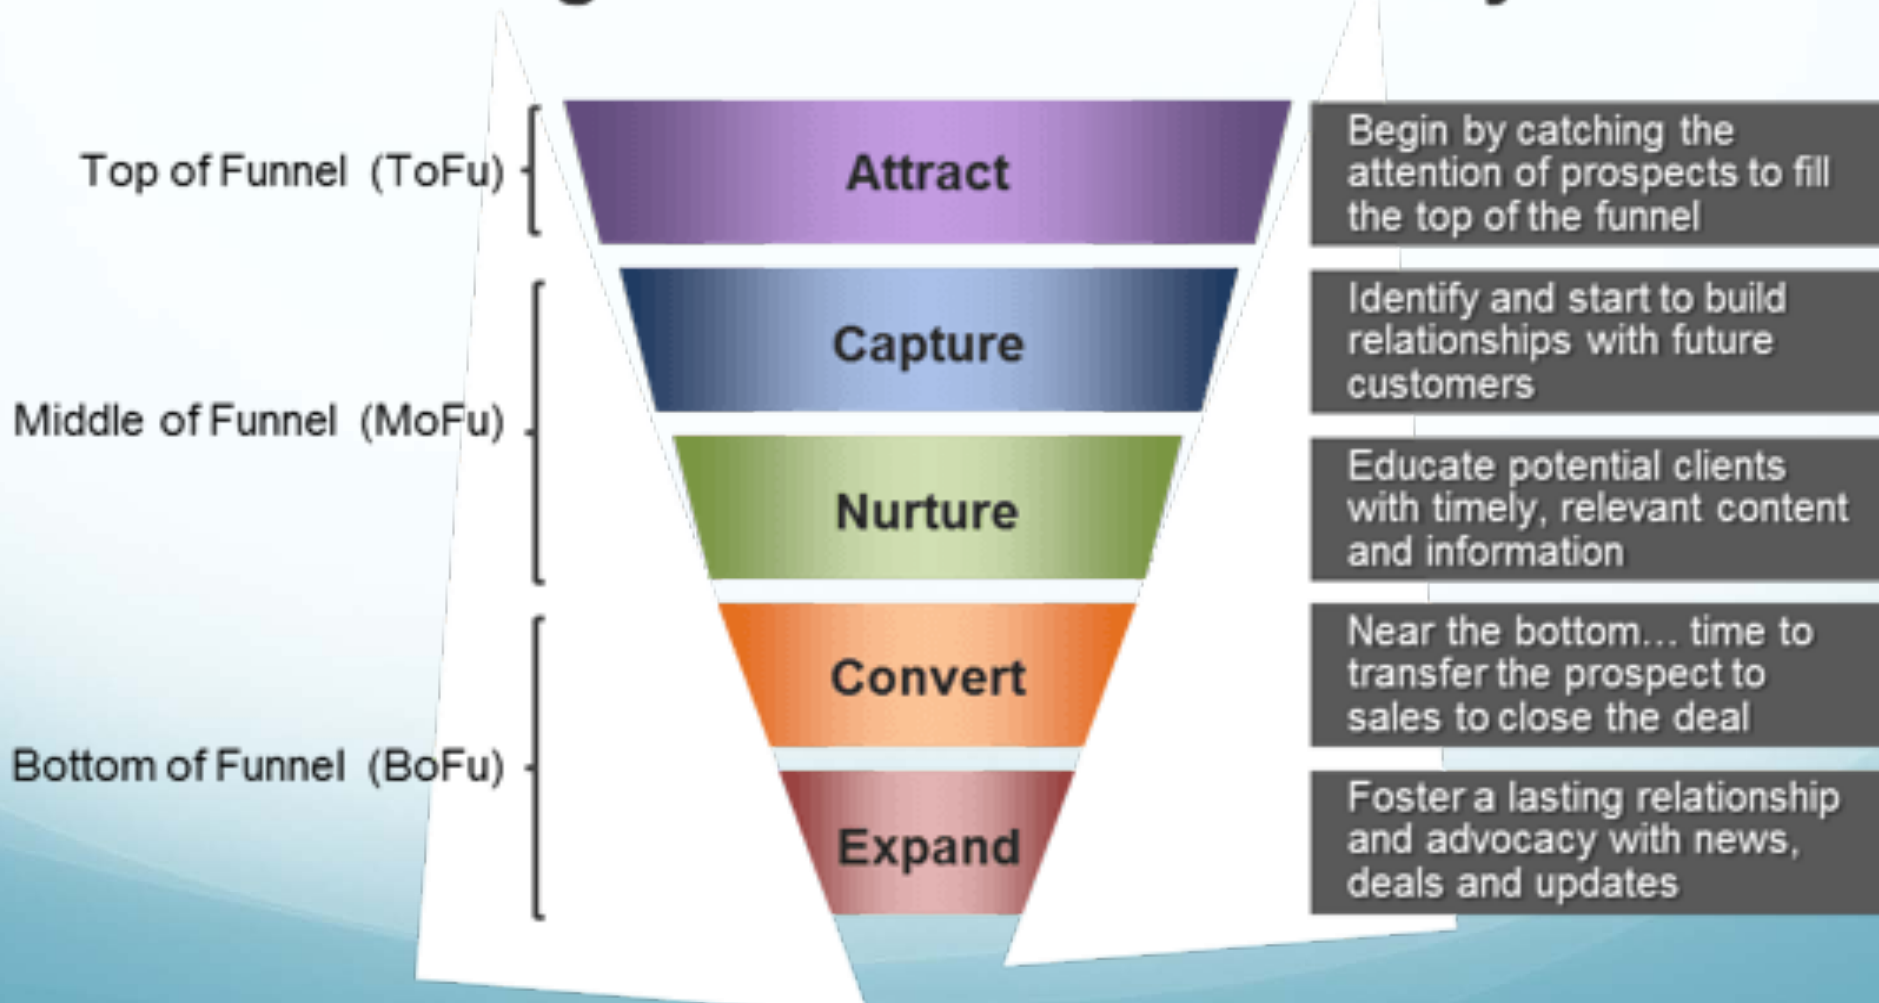 Top of Funnel (ToFu)
Attract
Begin by catching the
attention of prospects to fill
the top of the funnel
Capture
Identify and start to build
relationships with future
customers
Middle of Funnel (MoFu)
Nurture
Educate potential clients
with timely, relevant content
and information
Convert
Near the bottom... time to
transfer the prospect to
sales to close the deal
Bottom of Funnel (BoFu)
Expand
Foster a lasting relationship
and advocacy with news,
deals and updates